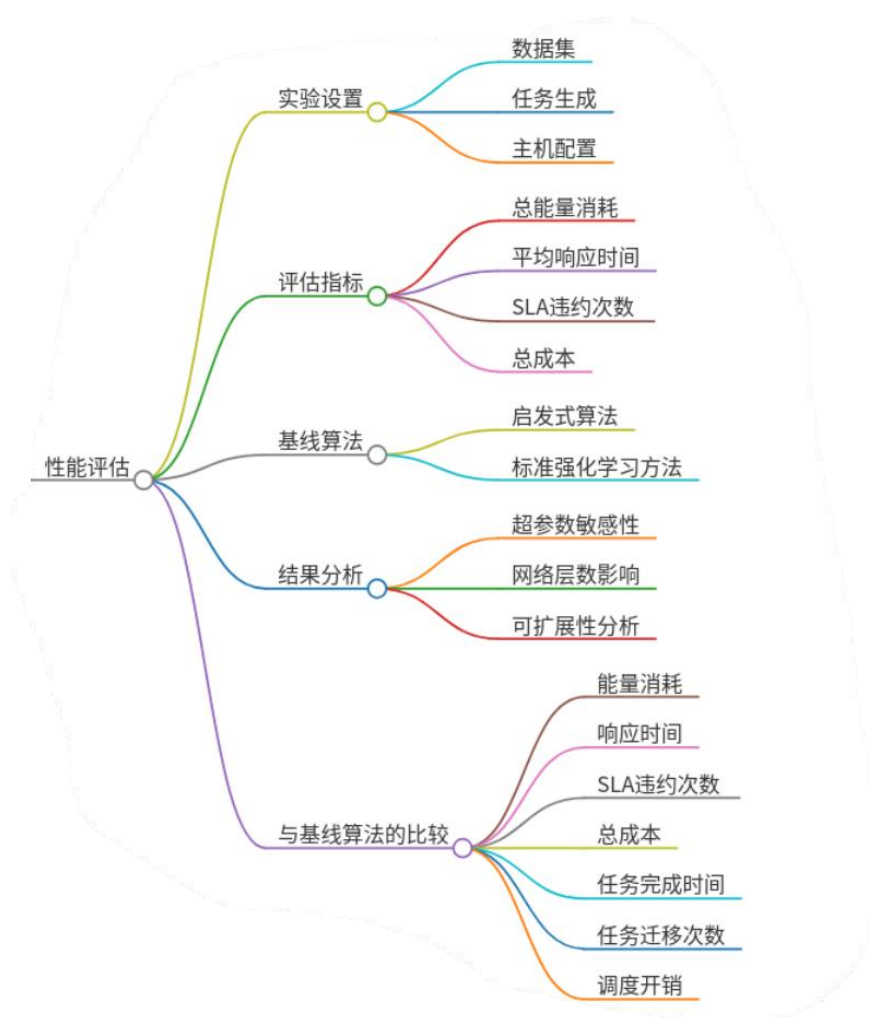 性能评估
实验设置
数据集
任务生成
主机配置
评估指标
总能量消耗
平均响应时间
SLA违约次数
总成本
基线算法
启发式算法
标准强化学习方法
结果分析
超参数敏感性
网络层数影响
可扩展性分析
与基线算法的比较
能量消耗
响应时间
SLA违约次数
总成本
任务完成时间
任务迁移次数
调度开销